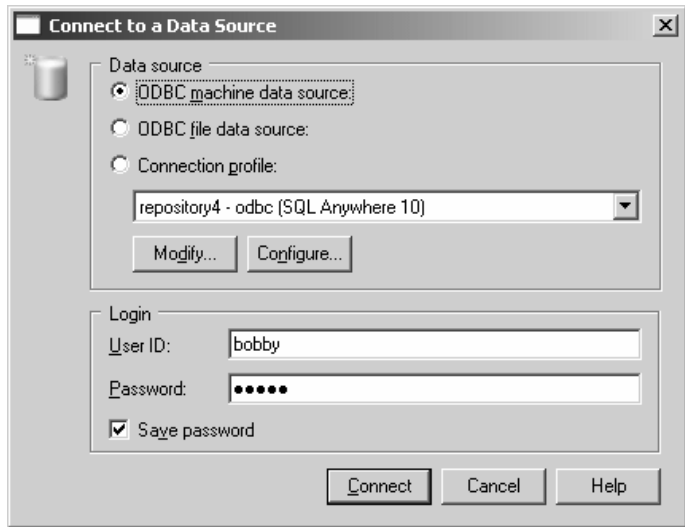 Connect to a Data Source
Data source
ODBC machine data source:
ODBC file data source:
Connection profile:
repository4 - odbc (SQL Anywhere 10)
Modify... Configure...
Login
User ID: bobby
Password: •••••
Save password
Connect Cancel Help